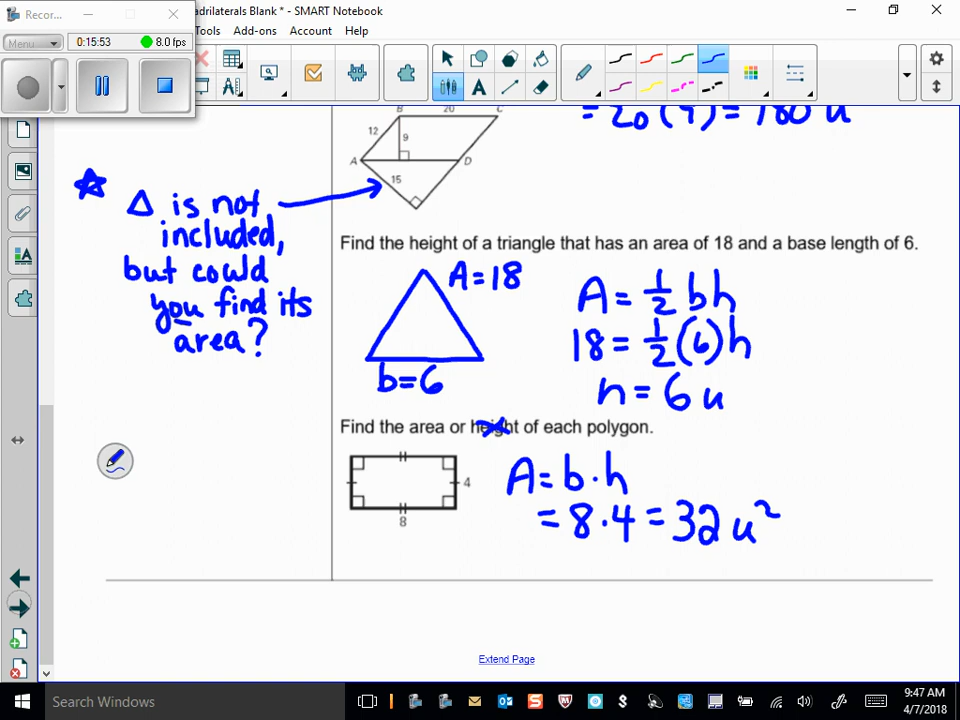 Recor...
adrilaterals Blank * - SMART Notebook
Tools Add-ons Account Help
Menu
0:15:53
8.0 fps
= 20(9) = 180 u
B 20 C
12
9
A D
15
Δ is not
included,
but could
you find its
area?
Find the height of a triangle that has an area of 18 and a base length of 6.
A=18
b=6
A = 1/2 bh
18 = 1/2 (6)h
h = 6 u
Find the area or height of each polygon.
4
8
A = b·h
= 8·4 = 32 u²
Extend Page
Search Windows
9:47 AM
4/7/2018